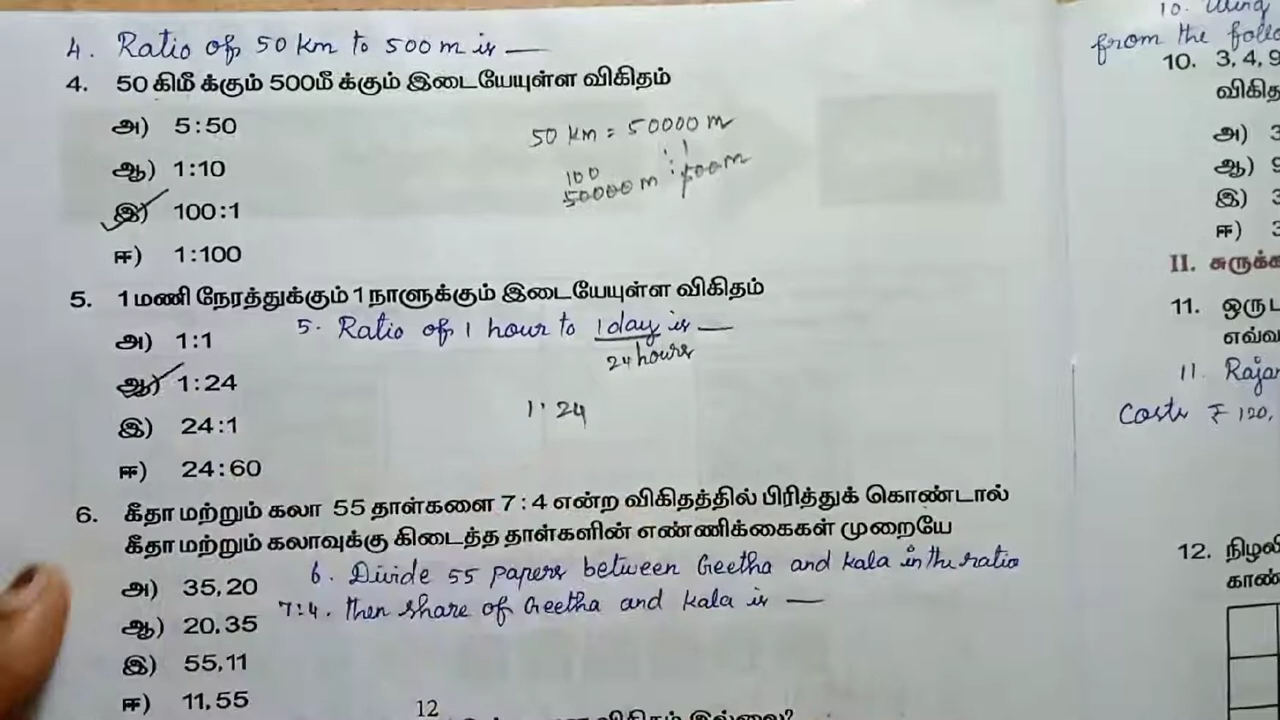 4. Ratio of 50 km to 500 m is —
4. 50 கிமீ க்கும் 500மீ க்கும் இடையேயுள்ள விகிதம்
அ) 5:50
ஆ) 1:10
இ) 100:1
ஈ) 1:100
50 km = 50000 m
100 1
50000 m : 500 m
5. 1 மணி நேரத்துக்கும் 1 நாளுக்கும் இடையேயுள்ள விகிதம்
5. Ratio of 1 hour to 1 day is —
24 hours
அ) 1:1
ஆ) 1:24
1:24
இ) 24:1
ஈ) 24:60
6. கீதா மற்றும் கலா 55 தாள்களை 7 : 4 என்ற விகிதத்தில் பிரித்துக் கொண்டால்
கீதா மற்றும் கலாவுக்கு கிடைத்த தாள்களின் எண்ணிக்கைகள் முறையே
6. Divide 55 papers between Geetha and Kala in the ratio
7:4. then share of Geetha and Kala is —
அ) 35,20
ஆ) 20,35
இ) 55,11
ஈ) 11,55
12
இல்லை?
10.
from the
10. 3, 4, 9
அ) 3
ஆ) 9
இ) 3
ஈ) 3
II.
11. ஒரு
11.
Costs ₹ 120,
12.